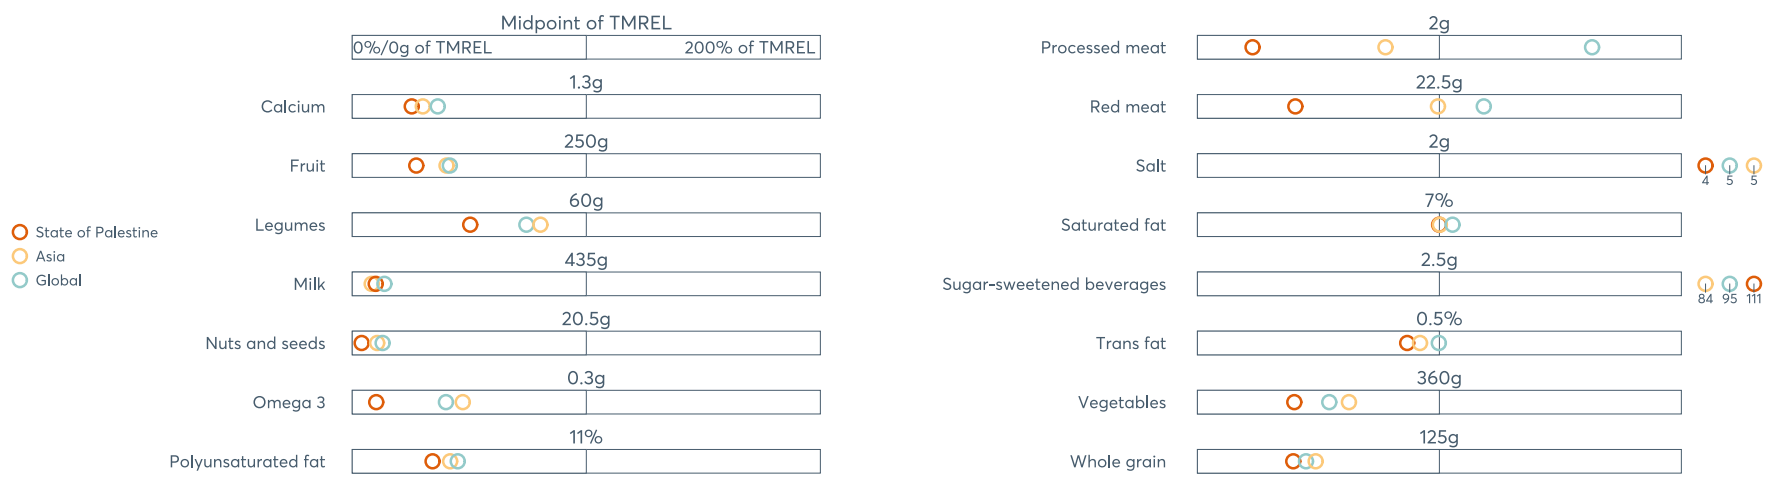 Midpoint of TMREL
0%/0g of TMREL
200% of TMREL
1.3g
Calcium
250g
Fruit
60g
Legumes
435g
Milk
20.5g
Nuts and seeds
0.3g
Omega 3
11%
Polyunsaturated fat
State of Palestine
Asia
Global
2g
Processed meat
22.5g
Red meat
2g
Salt
4 5 5
7%
Saturated fat
2.5g
Sugar-sweetened beverages
84 95 111
0.5%
Trans fat
360g
Vegetables
125g
Whole grain